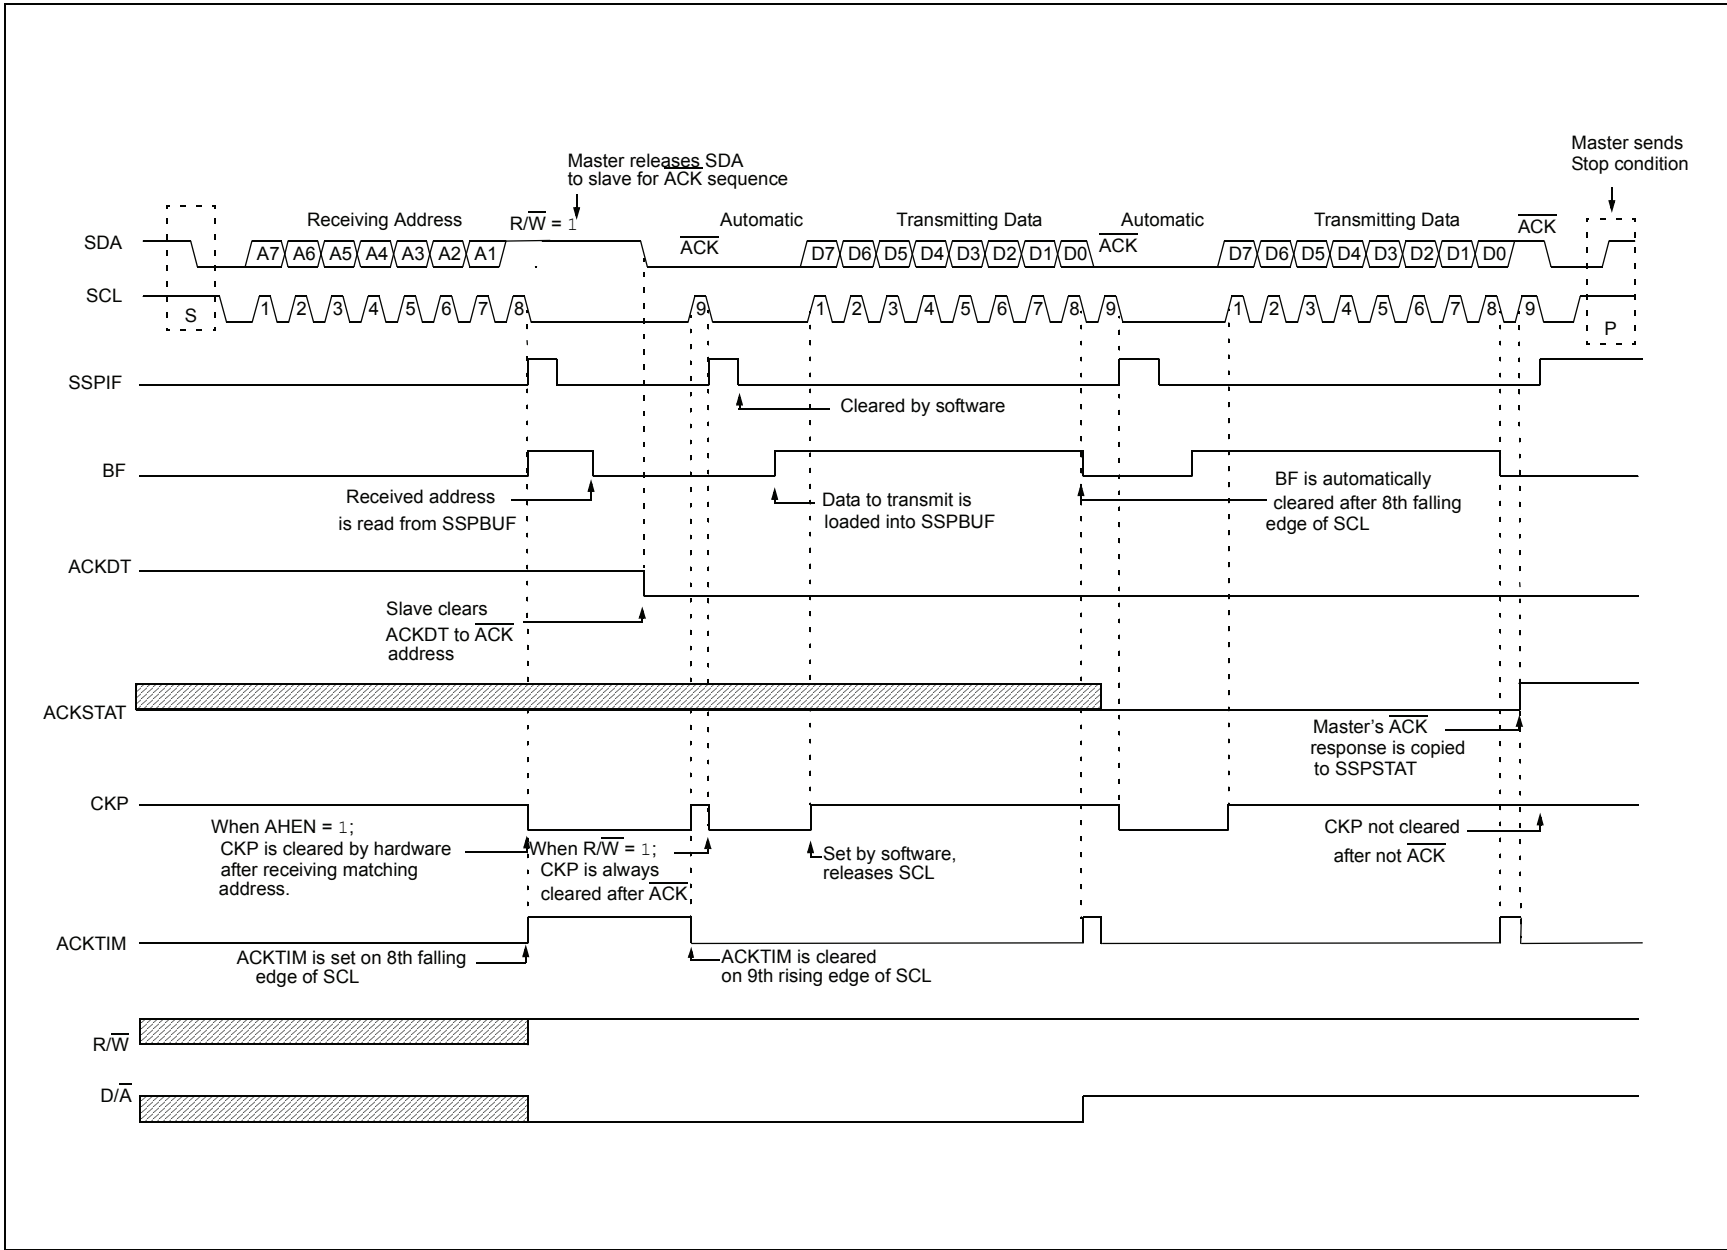 Master sends
Stop condition
Master releases SDA
to slave for ACK sequence
Receiving Address
R/W = 1
Automatic
Transmitting Data
Automatic
Transmitting Data
ACK
SDA
A7 A6 A5 A4 A3 A2 A1
ACK
D7 D6 D5 D4 D3 D2 D1 D0
ACK
D7 D6 D5 D4 D3 D2 D1 D0
SCL
S
1 2 3 4 5 6 7 8 9
1 2 3 4 5 6 7 8 9
1 2 3 4 5 6 7 8 9
P
SSPIF
Cleared by software
BF
Received address
is read from SSPBUF
Data to transmit is
loaded into SSPBUF
BF is automatically
cleared after 8th falling
edge of SCL
ACKDT
Slave clears
ACKDT to ACK
address
ACKSTAT
Master's ACK
response is copied
to SSPSTAT
CKP
When AHEN = 1;
CKP is cleared by hardware
after receiving matching
address.
When R/W = 1;
CKP is always
cleared after ACK
Set by software,
releases SCL
CKP not cleared
after not ACK
ACKTIM
ACKTIM is set on 8th falling
edge of SCL
ACKTIM is cleared
on 9th rising edge of SCL
R/W
D/A